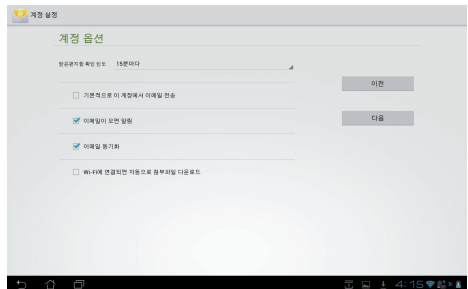 계정 설정
계정 옵션
받은편지함 확인 빈도 15분마다
기본적으로 이 계정에서 이메일 전송
이메일이 오면 알림
이메일 동기화
Wi-Fi에 연결되면 자동으로 첨부파일 다운로드
이전
다음
4:15